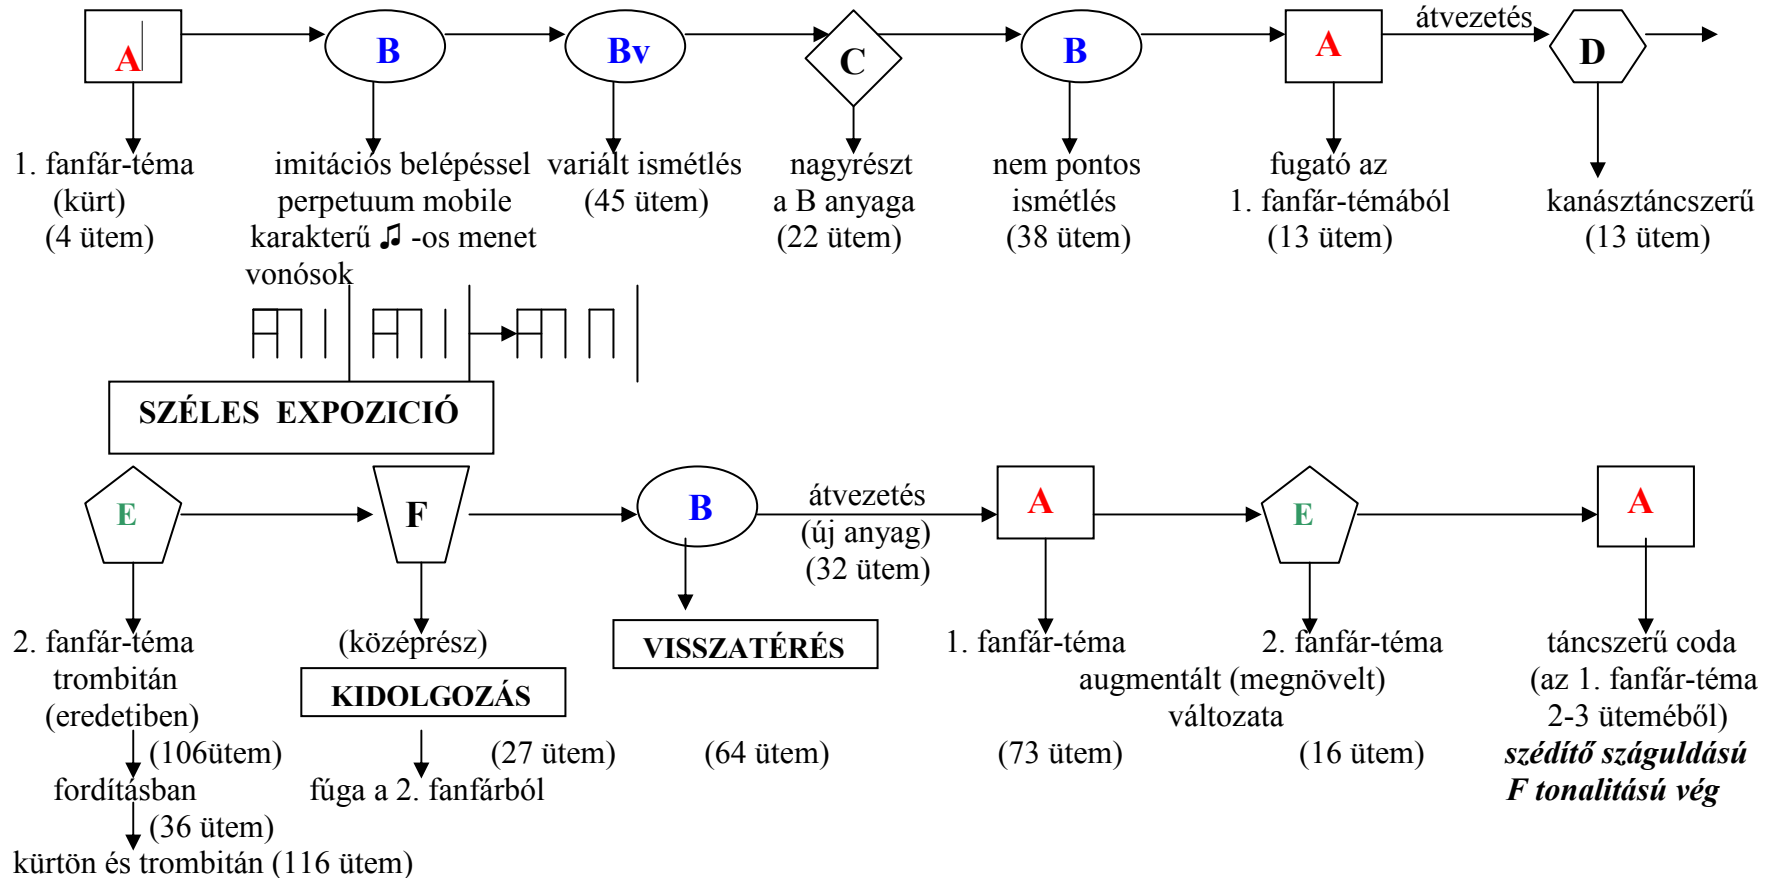 átvezetés
A
B
Bv
C
B
A
D
1. fanfár-téma
(kürt)
(4 ütem)
imitációs belépéssel
perpetuum mobile
karakterű ♫ -os menet
vonósok
variált ismétlés
(45 ütem)
nagyrészt
a B anyaga
(22 ütem)
nem pontos
ismétlés
(38 ütem)
fugató az
1. fanfár-témából
(13 ütem)
kanásztáncszerű
(13 ütem)
SZÉLES EXPOZICIÓ
E
F
B
átvezetés
(új anyag)
(32 ütem)
A
E
A
2. fanfár-téma
trombitán
(eredetiben)
(106ütem)
fordításban
(36 ütem)
kürtön és trombitán (116 ütem)
(középrész)
KIDOLGOZÁS
(27 ütem)
fúga a 2. fanfárból
VISSZATÉRÉS
(64 ütem)
1. fanfár-téma
2. fanfár-téma
augmentált (megnövelt)
változata
(73 ütem)
(16 ütem)
táncszerű coda
(az 1. fanfár-téma
2-3 üteméből)
szédítő száguldású
F tonalitású vég